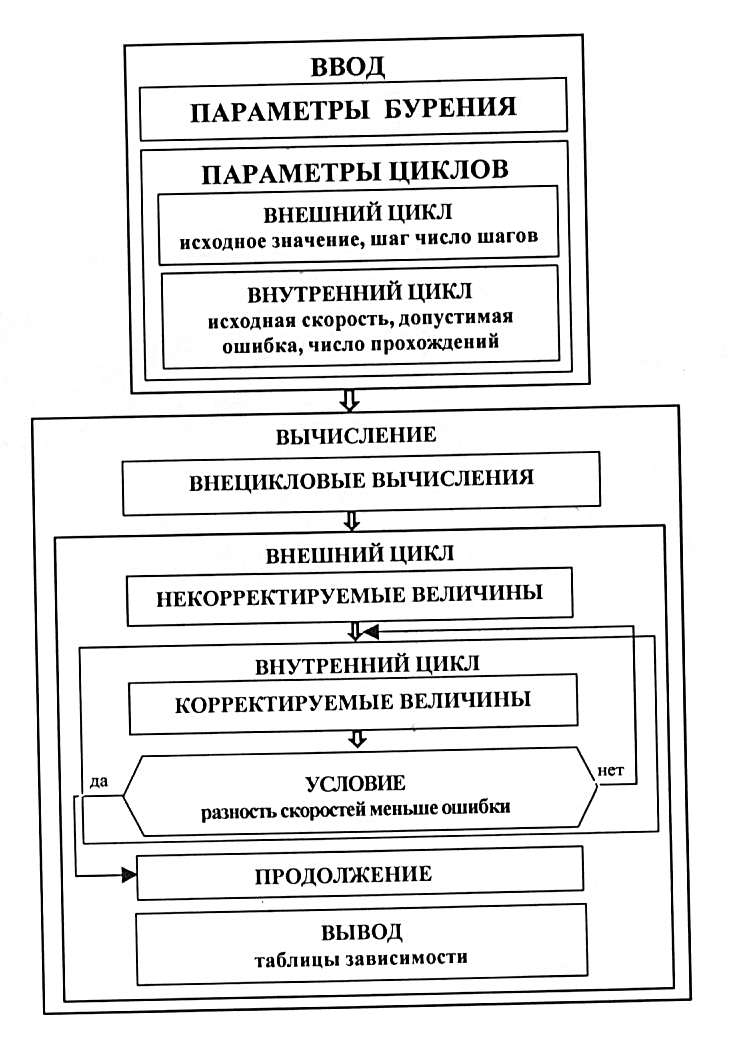 ВВОД
ПАРАМЕТРЫ БУРЕНИЯ
ПАРАМЕТРЫ ЦИКЛОВ
ВНЕШНИЙ ЦИКЛ
исходное значение, шаг число шагов
ВНУТРЕННИЙ ЦИКЛ
исходная скорость, допустимая
ошибка, число прохождений
ВЫЧИСЛЕНИЕ
ВНЕЦИКЛОВЫЕ ВЫЧИСЛЕНИЯ
ВНЕШНИЙ ЦИКЛ
НЕКОРРЕКТИРУЕМЫЕ ВЕЛИЧИНЫ
ВНУТРЕННИЙ ЦИКЛ
КОРРЕКТИРУЕМЫЕ ВЕЛИЧИНЫ
да
нет
УСЛОВИЕ
разность скоростей меньше ошибки
ПРОДОЛЖЕНИЕ
ВЫВОД
таблицы зависимости